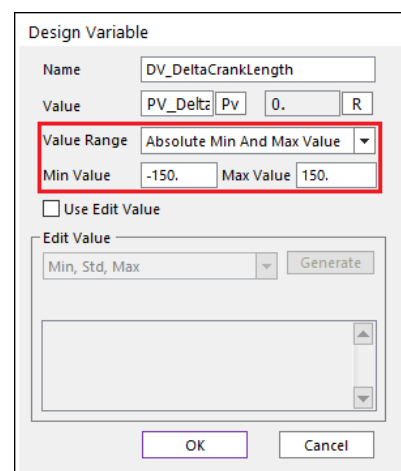 Design Variable
Name DV_DeltaCrankLength
Value PV_Delta Pv 0. R
Value Range Absolute Min And Max Value
Min Value -150. Max Value 150.
Use Edit Value
Edit Value
Min, Std, Max Generate
OK Cancel